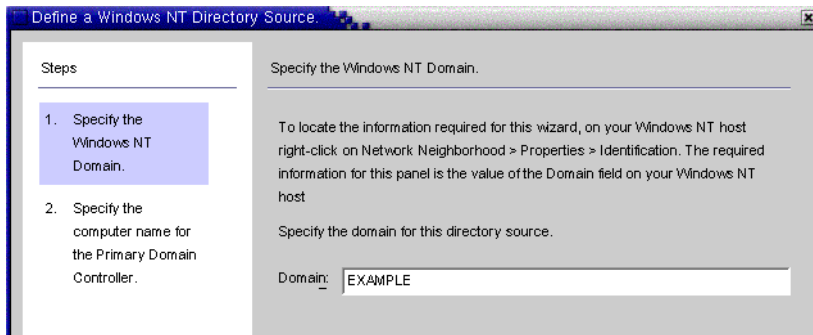 Define a Windows NT Directory Source.
Steps
1. Specify the
Windows NT
Domain.
2. Specify the
computer name for
the Primary Domain
Controller.
Specify the Windows NT Domain.
To locate the information required for this wizard, on your Windows NT host
right-click on Network Neighborhood > Properties > Identification. The required
information for this panel is the value of the Domain field on your Windows NT
host
Specify the domain for this directory source.
Domain: EXAMPLE